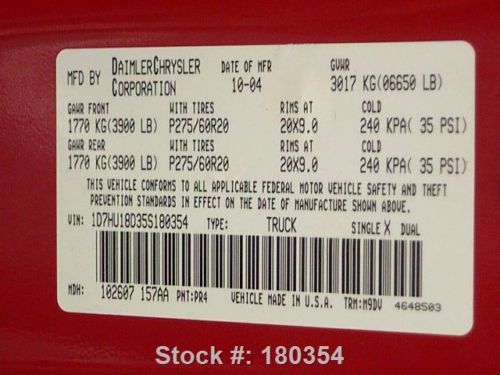 MFD BY DAIMLERCHRYSLER CORPORATION DATE OF MFR 10-04 GVWR 3017 KG(06650 LB)
GAWR FRONT WITH TIRES RIMS AT COLD
1770 KG(3900 LB) P275/60R20 20X9.0 240 KPA( 35 PSI)
GAWR REAR WITH TIRES RIMS AT COLD
1770 KG(3900 LB) P275/60R20 20X9.0 240 KPA( 35 PSI)
THIS VEHICLE CONFORMS TO ALL APPLICABLE FEDERAL MOTOR VEHICLE SAFETY AND THEFT
PREVENTION STANDARDS IN EFFECT ON THE DATE OF MANUFACTURE SHOWN ABOVE.
VIN: 1D7HU18D35S180354 TYPE: TRUCK SINGLE X DUAL
MDH: 102607 157AA PNT:PR4 VEHICLE MADE IN U.S.A. TRM:M9DV 4648503
Stock #: 180354